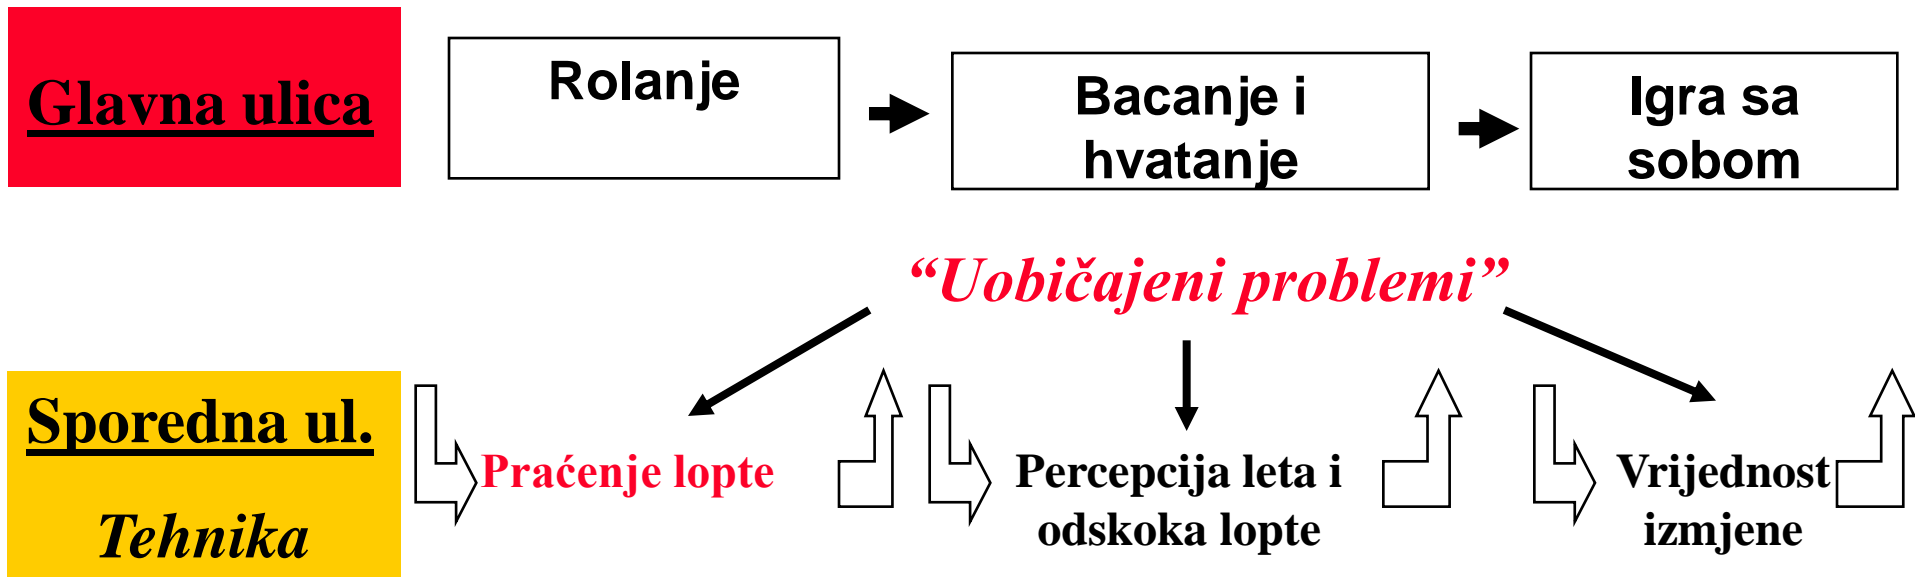 Glavna ulica
Rolanje
Bacanje i
hvatanje
Igra sa
sobom
“Uobičajeni problemi”
Sporedna ul.
Tehnika
Praćenje lopte
Percepcija leta i
odskoka lopte
Vrijednost
izmjene